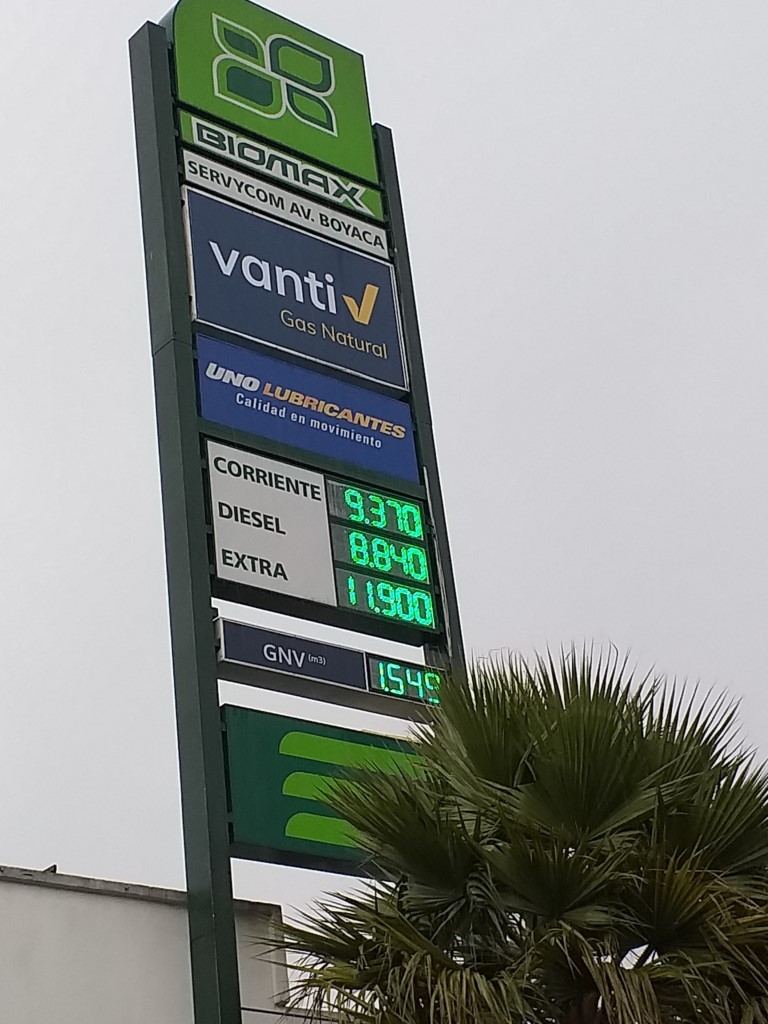 BIOMAX
SERVYCOM AV. BOYACA
vanti
Gas Natural
UNO LUBRICANTES
Calidad en movimiento
CORRIENTE 9.370
DIESEL 8.840
EXTRA 11.900
GNV (m3) 1.549